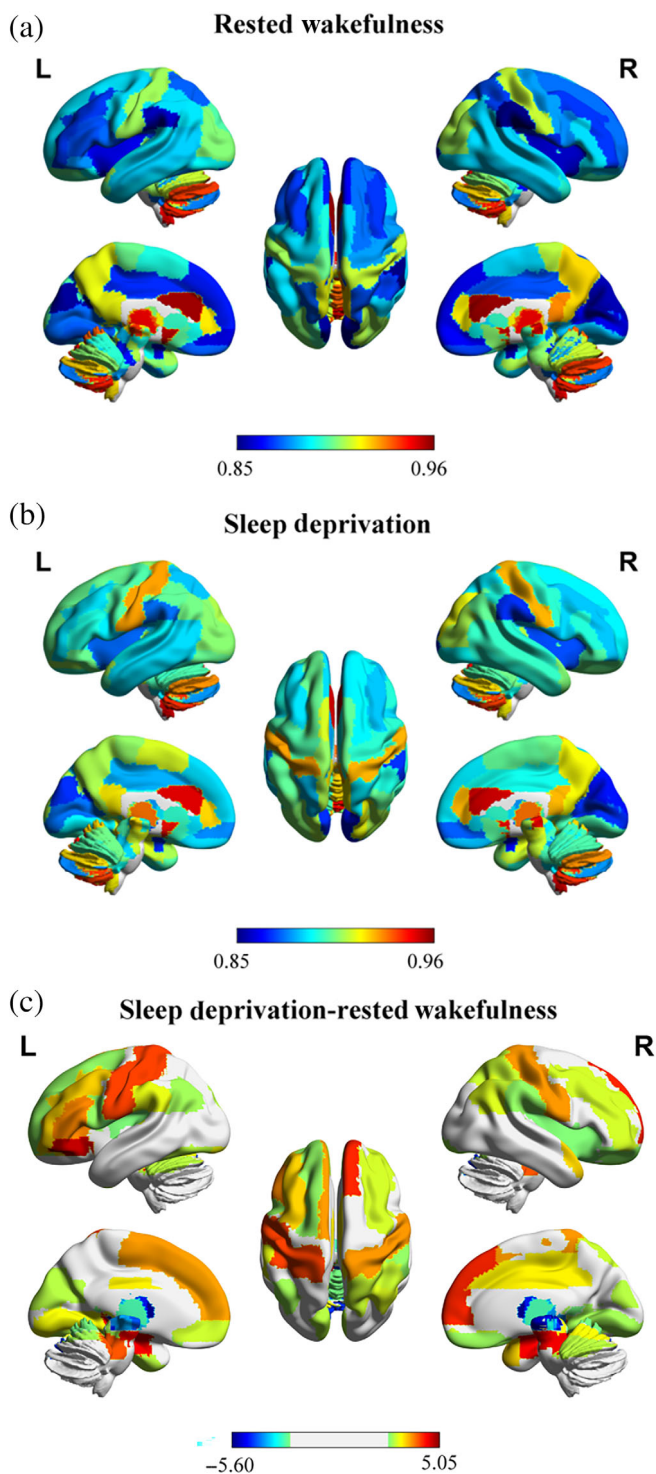 (a)
Rested wakefulness
L R
0.85 0.96
(b)
Sleep deprivation
L R
0.85 0.96
(c)
Sleep deprivation-rested wakefulness
L R
−5.60 5.05